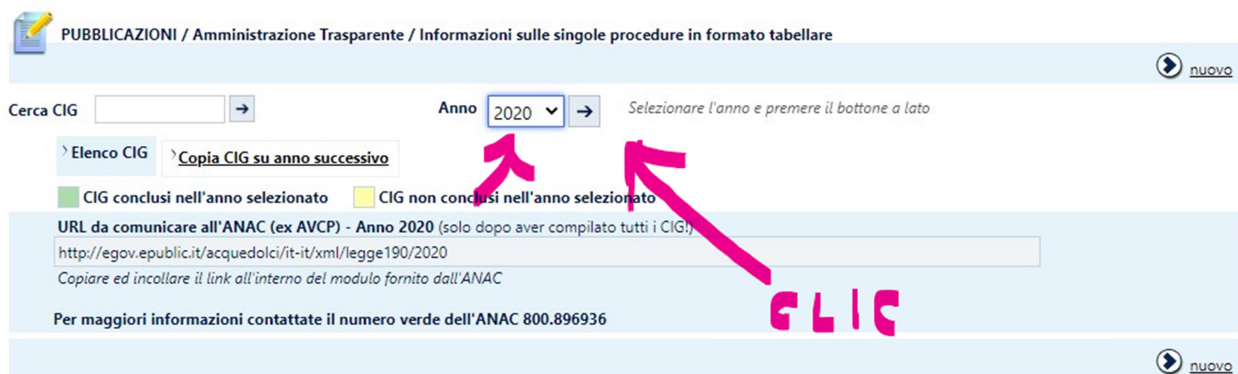 PUBBLICAZIONI / Amministrazione Trasparente / Informazioni sulle singole procedure in formato tabellare
nuovo
Cerca CIG Anno 2020 Selezionare l'anno e premere il bottone a lato
Elenco CIG Copia CIG su anno successivo
CIG conclusi nell'anno selezionato CIG non conclusi nell'anno selezionato
URL da comunicare all'ANAC (ex AVCP) - Anno 2020 (solo dopo aver compilato tutti i CIG!)
http://egov.epublic.it/acquedolci/it-it/xml/legge190/2020
Copiare ed incollare il link all'interno del modulo fornito dall'ANAC
CLIC
Per maggiori informazioni contattate il numero verde dell'ANAC 800.896936
nuovo